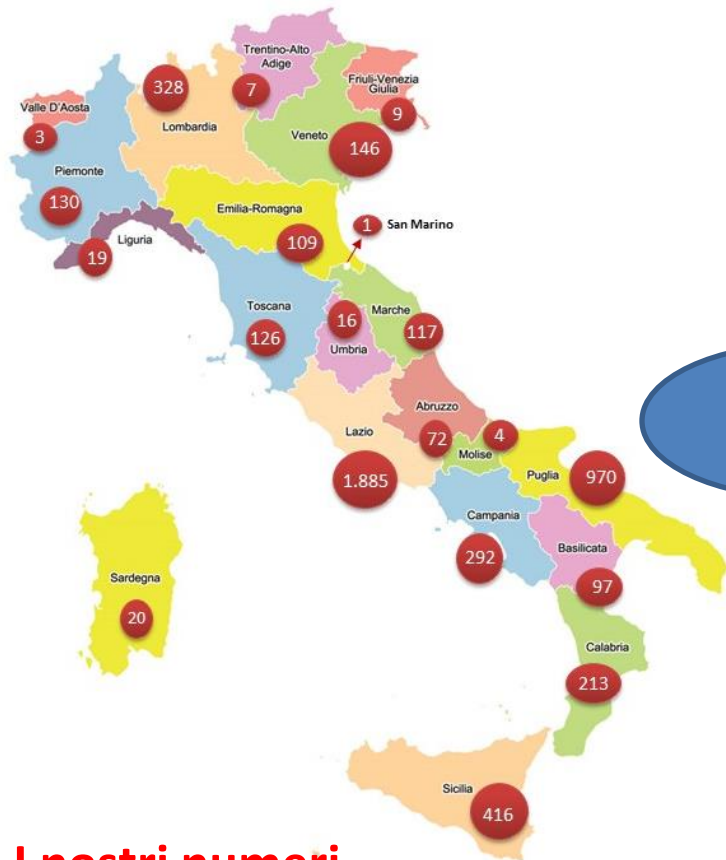 Trentino-Alto
Adige
7
328
Lombardia
Friuli-Venezia
Giulia
9
Valle D'Aosta
3
Veneto
146
Piemonte
130
Emilia-Romagna
109
1
San Marino
Liguria
19
Toscana
126
16
Umbria
Marche
117
Abruzzo
72
4
Molise
Lazio
1.885
Puglia
970
Campania
292
Basilicata
97
Sardegna
20
Calabria
213
Sicilia
416
I nostri numeri